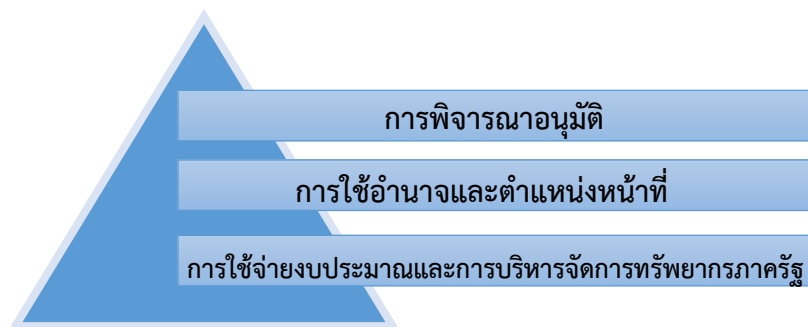 การพิจารณาอนุมัติ
การใช้อำนาจและตำแหน่งหน้าที่
การใช้จ่ายงบประมาณและการบริหารจัดการทรัพยากรภาครัฐ